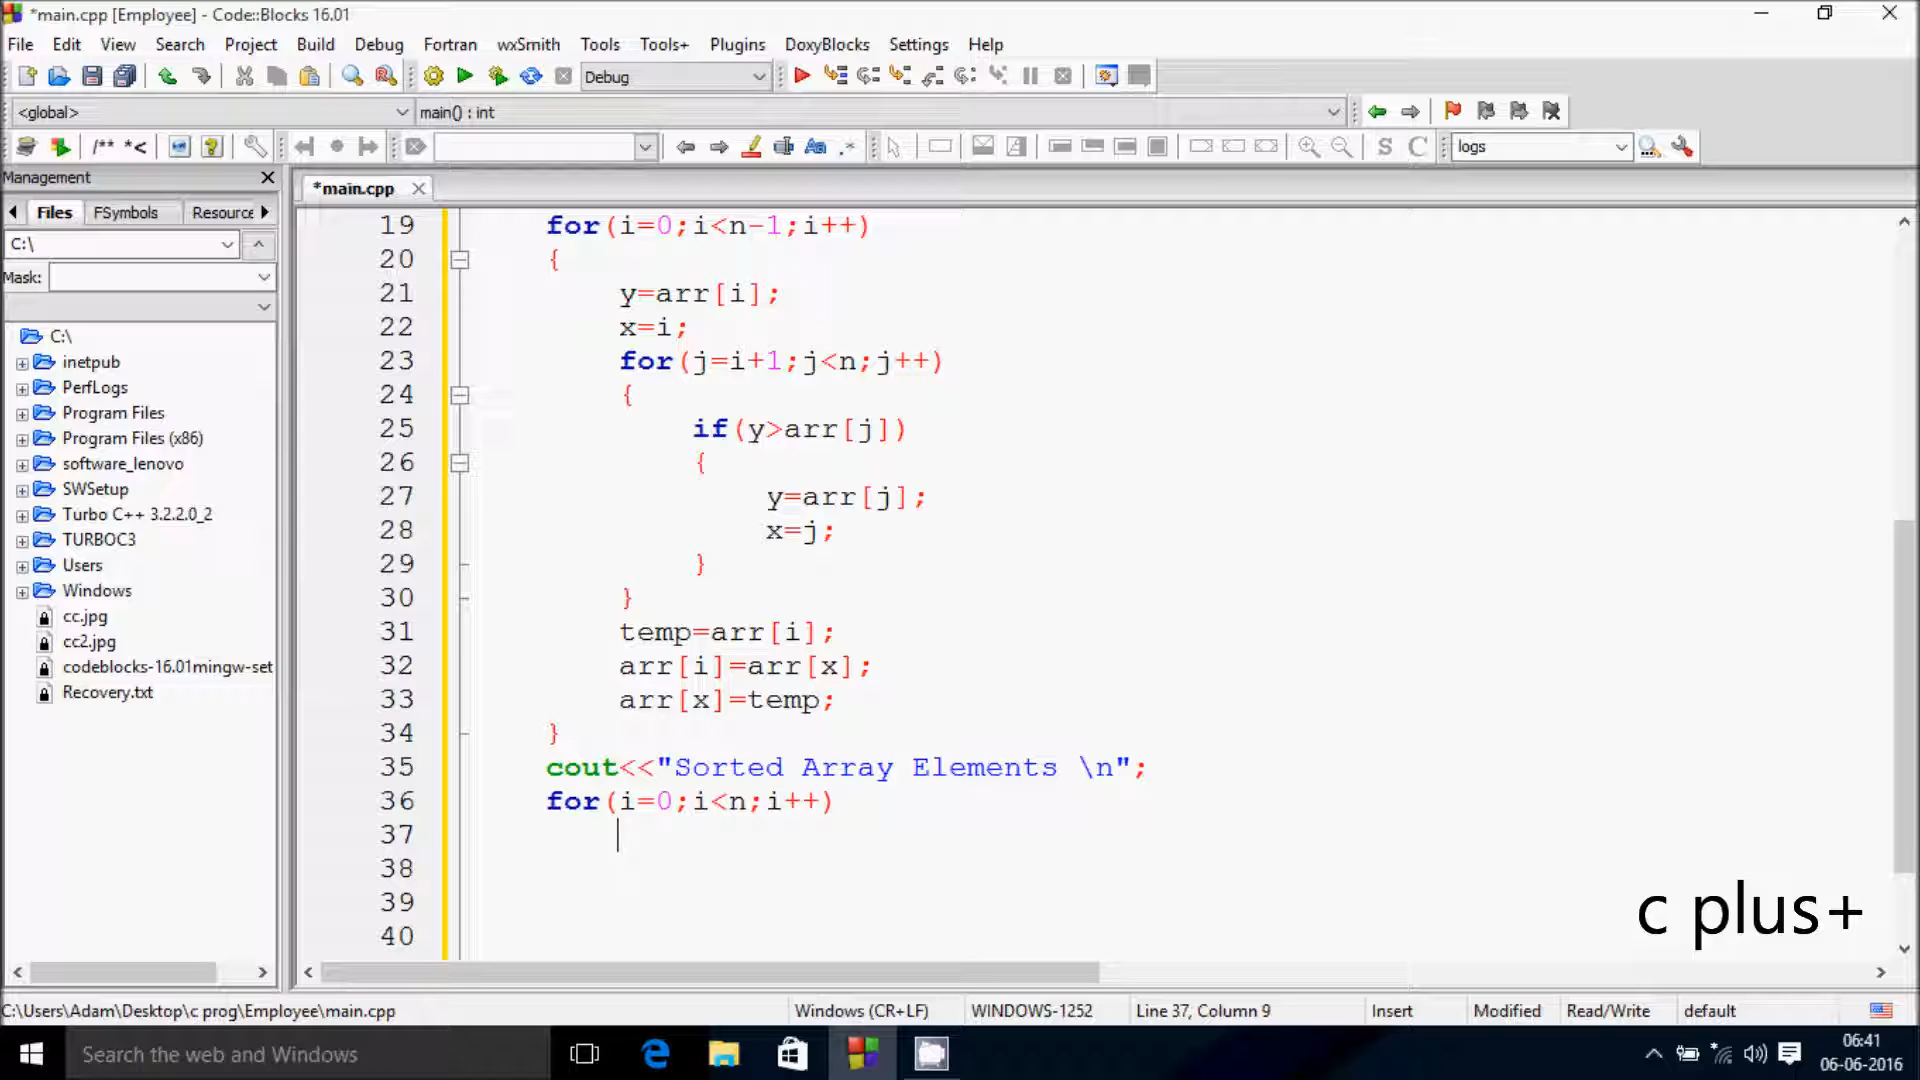 *main.cpp [Employee] - Code::Blocks 16.01
File Edit View Search Project Build Debug Fortran wxSmith Tools Tools+ Plugins DoxyBlocks Settings Help
Debug
<global> main() : int
/** *< Aa .* S C logs
Management
Files FSymbols Resource
*main.cpp
C:\
Mask:
C:\
inetpub
PerfLogs
Program Files
Program Files (x86)
software_lenovo
SWSetup
Turbo C++ 3.2.2.0_2
TURBOC3
Users
Windows
cc.jpg
cc2.jpg
codeblocks-16.01mingw-set
Recovery.txt
19 for(i=0;i<n-1;i++)
20 {
21 y=arr[i];
22 x=i;
23 for(j=i+1;j<n;j++)
24 {
25 if(y>arr[j])
26 {
27 y=arr[j];
28 x=j;
29 }
30 }
31 temp=arr[i];
32 arr[i]=arr[x];
33 arr[x]=temp;
34 }
35 cout<<"Sorted Array Elements \n";
36 for(i=0;i<n;i++)
37
38
39
40
c plus+
C:\Users\Adam\Desktop\c prog\Employee\main.cpp Windows (CR+LF) WINDOWS-1252 Line 37, Column 9 Insert Modified Read/Write default
Search the web and Windows
06:41
06-06-2016